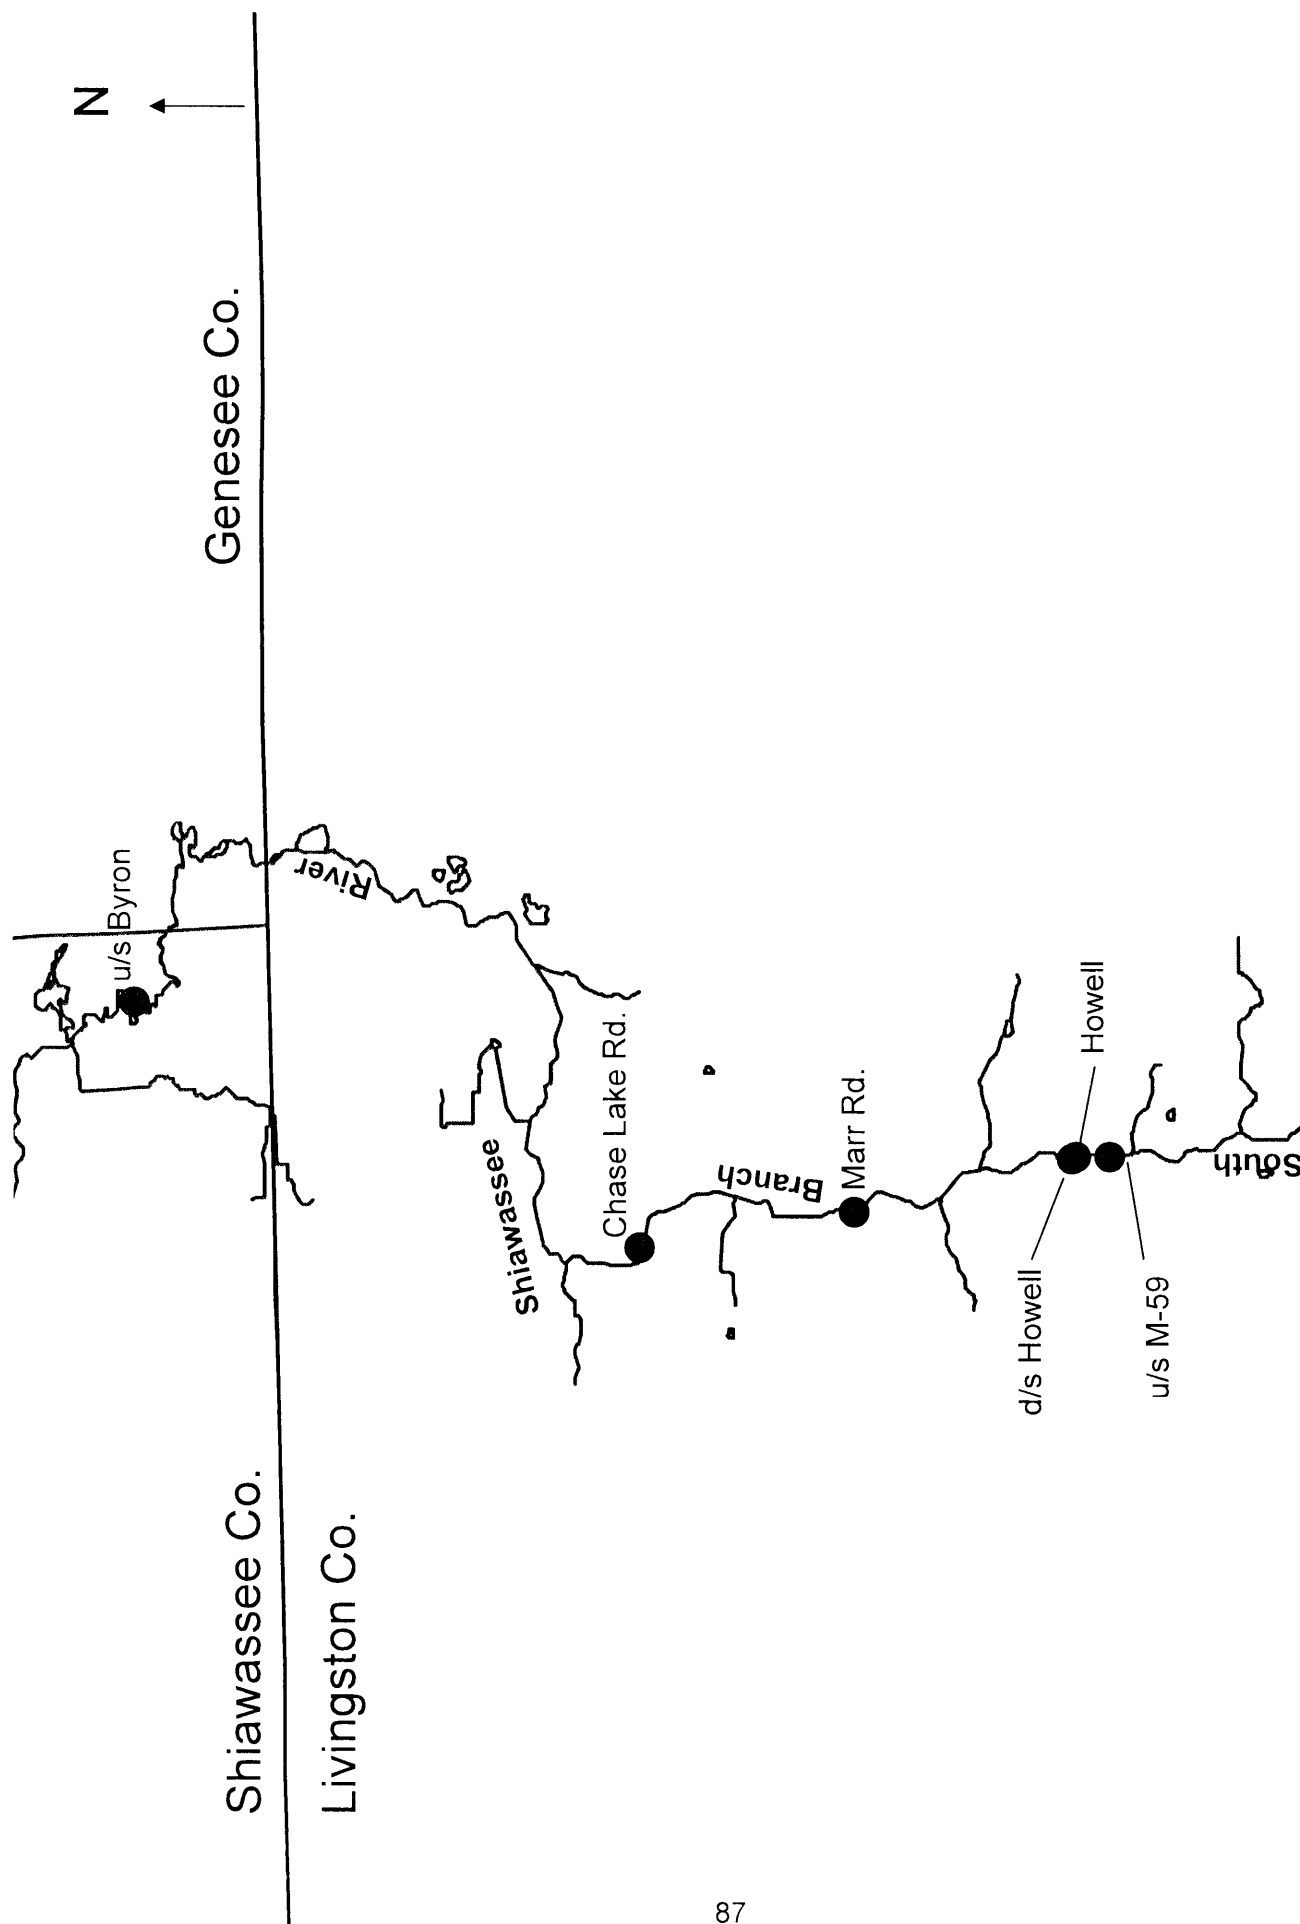 N
Genesee Co.
Shiawassee Co.
Livingston Co.
u/s Byron
River
Shiawassee
Chase Lake Rd.
Branch
Marr Rd.
Howell
d/s Howell
u/s M-59
South
87